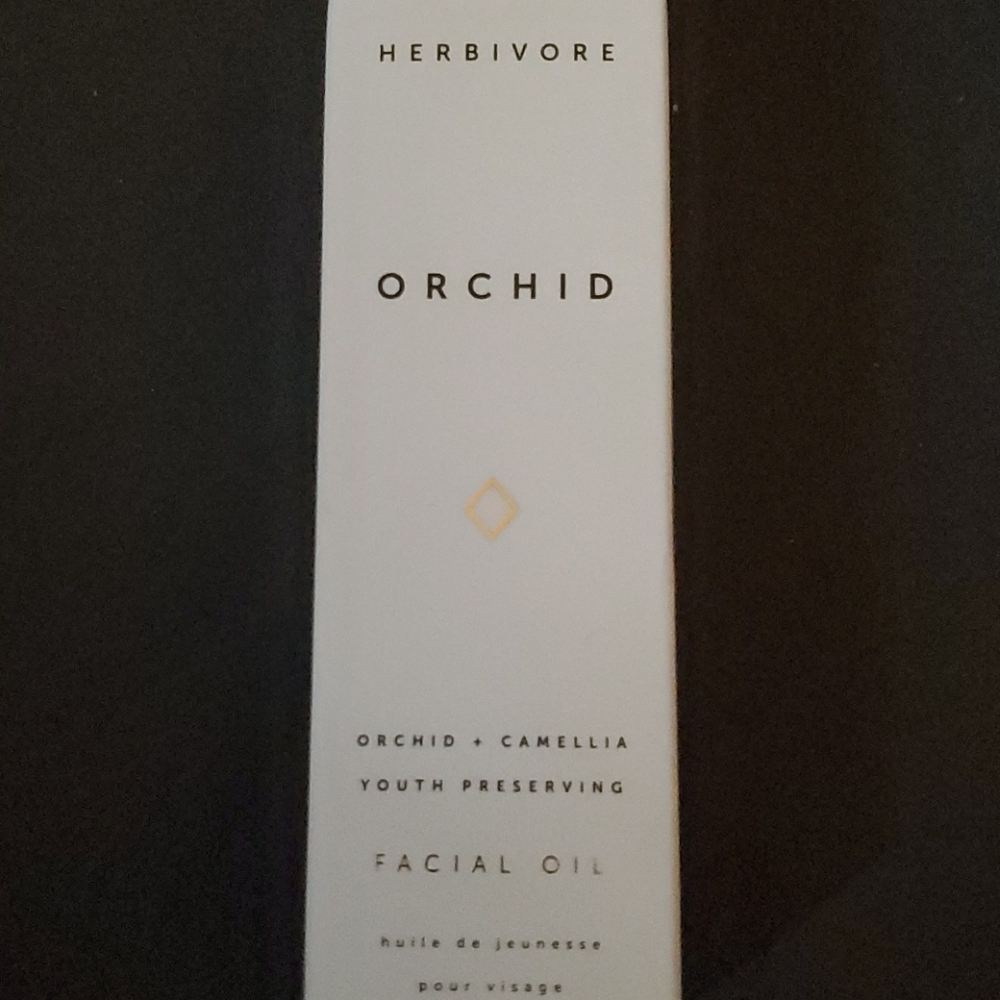 HERBIVORE
ORCHID
ORCHID + CAMELLIA
YOUTH PRESERVING
FACIAL OIL
huile de jeunesse
pour visage